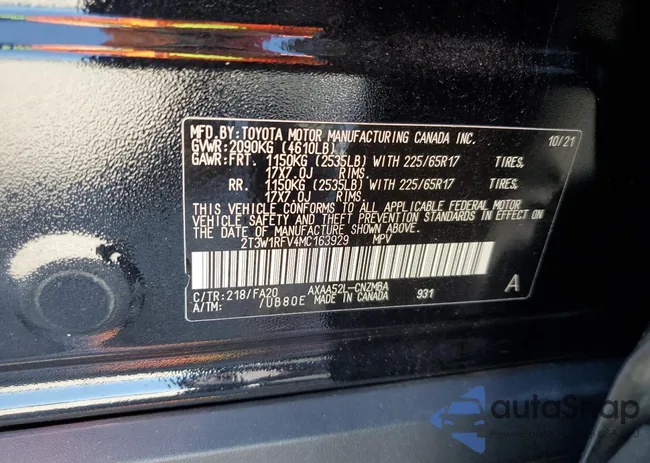 MFD.BY:TOYOTA MOTOR MANUFACTURING CANADA INC. 10/21
GVWR:2090KG (4610LB)
GAWR:FRT. 1150KG (2535LB) WITH 225/65R17 TIRES,
17X7.0J RIMS.
RR. 1150KG (2535LB) WITH 225/65R17 TIRES,
17X7.0J RIMS.
THIS VEHICLE CONFORMS TO ALL APPLICABLE FEDERAL MOTOR
VEHICLE SAFETY AND THEFT PREVENTION STANDARDS IN
EFFECT ON THE DATE OF MANUFACTURE SHOWN ABOVE.
2T3W1RFV4MC163929 MPV
C/TR:218/FA20 AXAA52L-CNZMBA A
A/TM: /UB80E MADE IN CANADA 931
autoSnap